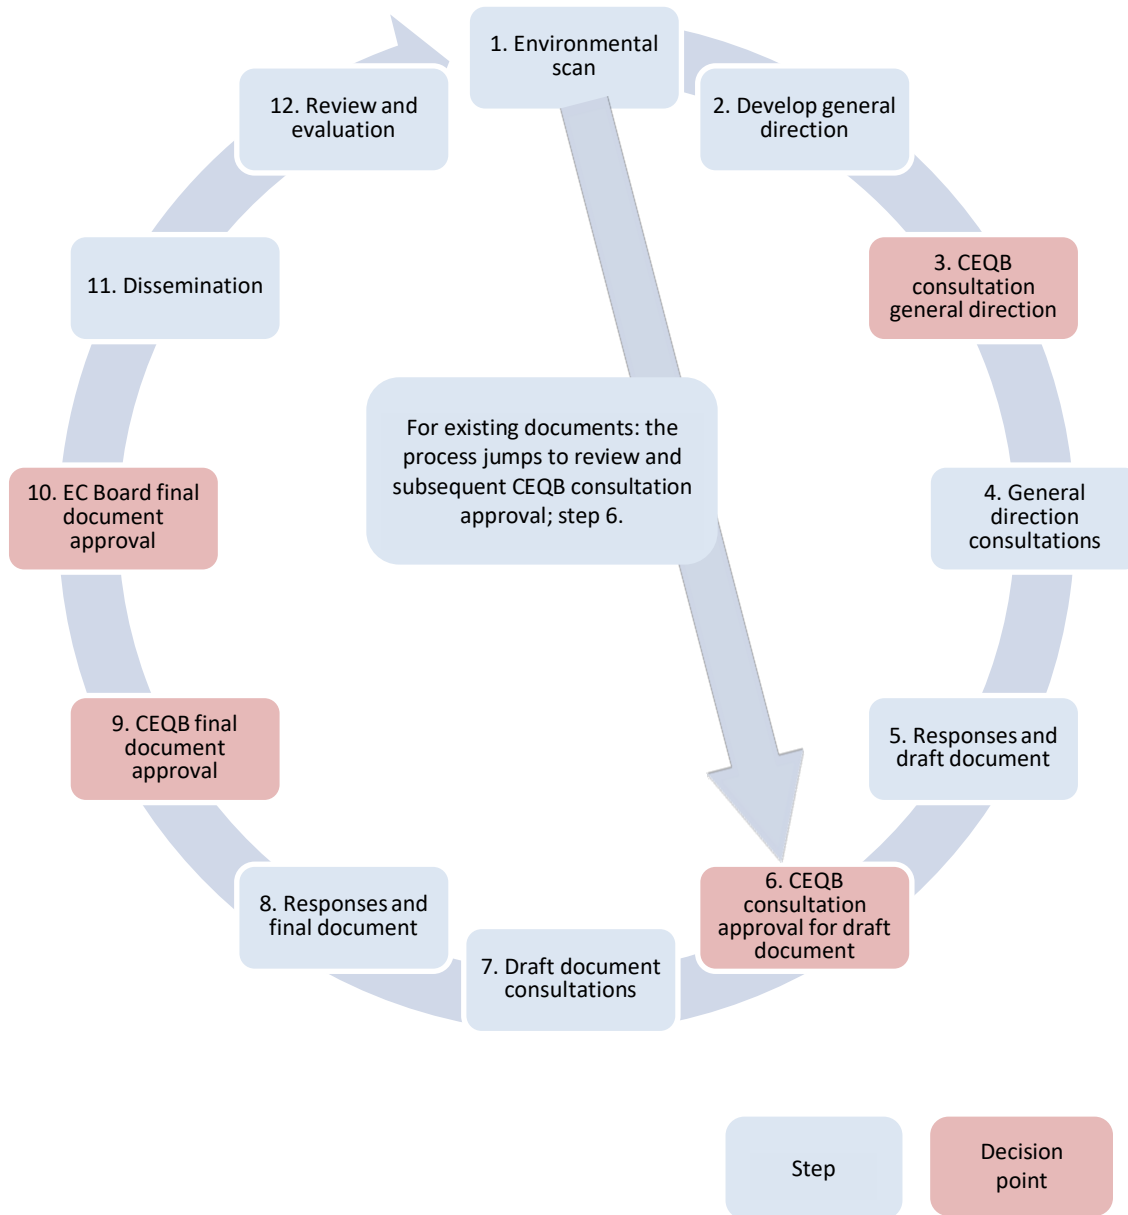 1. Environmental
scan
2. Develop general
direction
3. CEQB
consultation
general direction
4. General
direction
consultations
5. Responses and
draft document
6. CEQB
consultation
approval for draft
document
7. Draft document
consultations
8. Responses and
final document
9. CEQB final
document
approval
10. EC Board final
document
approval
11. Dissemination
12. Review and
evaluation
For existing documents: the
process jumps to review and
subsequent CEQB consultation
approval; step 6.
Step
Decision
point